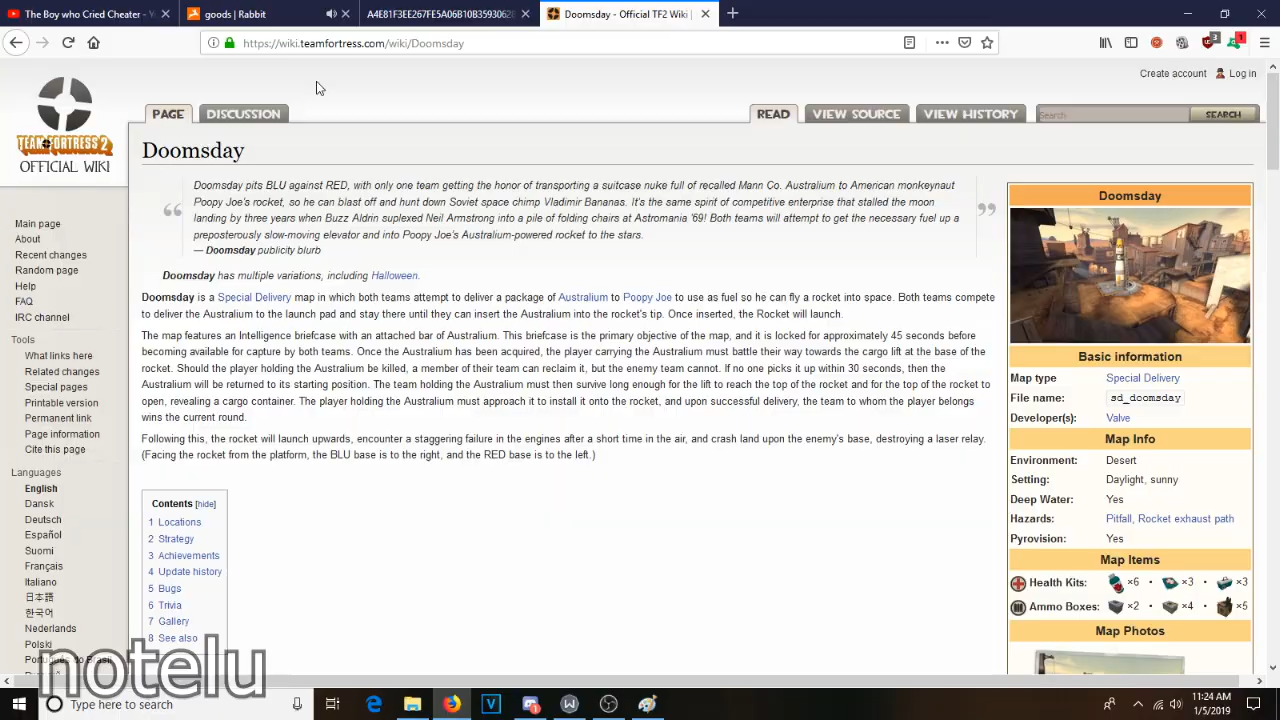 The Boy who Cried Cheater -
goods | Rabbit
A4E81F3EE267FE5A06B10B3593062
Doomsday - Official TF2 Wiki |
https://wiki.teamfortress.com/wiki/Doomsday
3
1
Create account
Log in
PAGE
DISCUSSION
READ
VIEW SOURCE
VIEW HISTORY
Search
SEARCH
TEAM FORTRESS 2
OFFICIAL WIKI
Doomsday
Doomsday pits BLU against RED, with only one team getting the honor of transporting a suitcase nuke full of recalled Mann Co. Australium to American monkeynaut
Poopy Joe's rocket, so he can blast off and hunt down Soviet space chimp Vladimir Bananas. It's the same spirit of competitive enterprise that stalled the moon
landing by three years when Buzz Aldrin suplexed Neil Armstrong into a pile of folding chairs at Astromania '69! Both teams will attempt to get the necessary fuel up a
preposterously slow-moving elevator and into Poopy Joe's Australium-powered rocket to the stars.
— Doomsday publicity blurb
Doomsday has multiple variations, including Halloween.
Doomsday is a Special Delivery map in which both teams attempt to deliver a package of Australium to Poopy Joe to use as fuel so he can fly a rocket into space. Both teams compete
to deliver the Australium to the launch pad and stay there until they can insert the Australium into the rocket's tip. Once inserted, the Rocket will launch.
The map features an Intelligence briefcase with an attached bar of Australium. This briefcase is the primary objective of the map, and it is locked for approximately 45 seconds before
becoming available for capture by both teams. Once the Australium has been acquired, the player carrying the Australium must battle their way towards the cargo lift at the base of the
rocket. Should the player holding the Australium be killed, a member of their team can reclaim it, but the enemy team cannot. If no one picks it up within 30 seconds, then the
Australium will be returned to its starting position. The team holding the Australium must then survive long enough for the lift to reach the top of the rocket and for the top of the rocket to
open, revealing a cargo container. The player holding the Australium must approach it to install it onto the rocket, and upon successful delivery, the team to whom the player belongs
wins the current round.
Following this, the rocket will launch upwards, encounter a staggering failure in the engines after a short time in the air, and crash land upon the enemy's base, destroying a laser relay.
(Facing the rocket from the platform, the BLU base is to the right, and the RED base is to the left.)
Contents [hide]
1 Locations
2 Strategy
3 Achievements
4 Update history
5 Bugs
6 Trivia
7 Gallery
8 See also
Main page
About
Recent changes
Random page
Help
FAQ
IRC channel
Tools
What links here
Related changes
Special pages
Printable version
Permanent link
Page information
Cite this page
Languages
English
Dansk
Deutsch
Español
Suomi
Français
Italiano
日本語
한국어
Nederlands
Polski
Português do Brasil
Doomsday
Basic information
Map type Special Delivery
File name: sd_doomsday
Developer(s): Valve
Map Info
Environment: Desert
Setting: Daylight, sunny
Deep Water: Yes
Hazards: Pitfall, Rocket exhaust path
Pyrovision: Yes
Map Items
Health Kits: ×6 • ×3 • ×3
Ammo Boxes: ×2 • ×4 • ×5
Map Photos
notelu
Type here to search
11:24 AM
1/5/2019